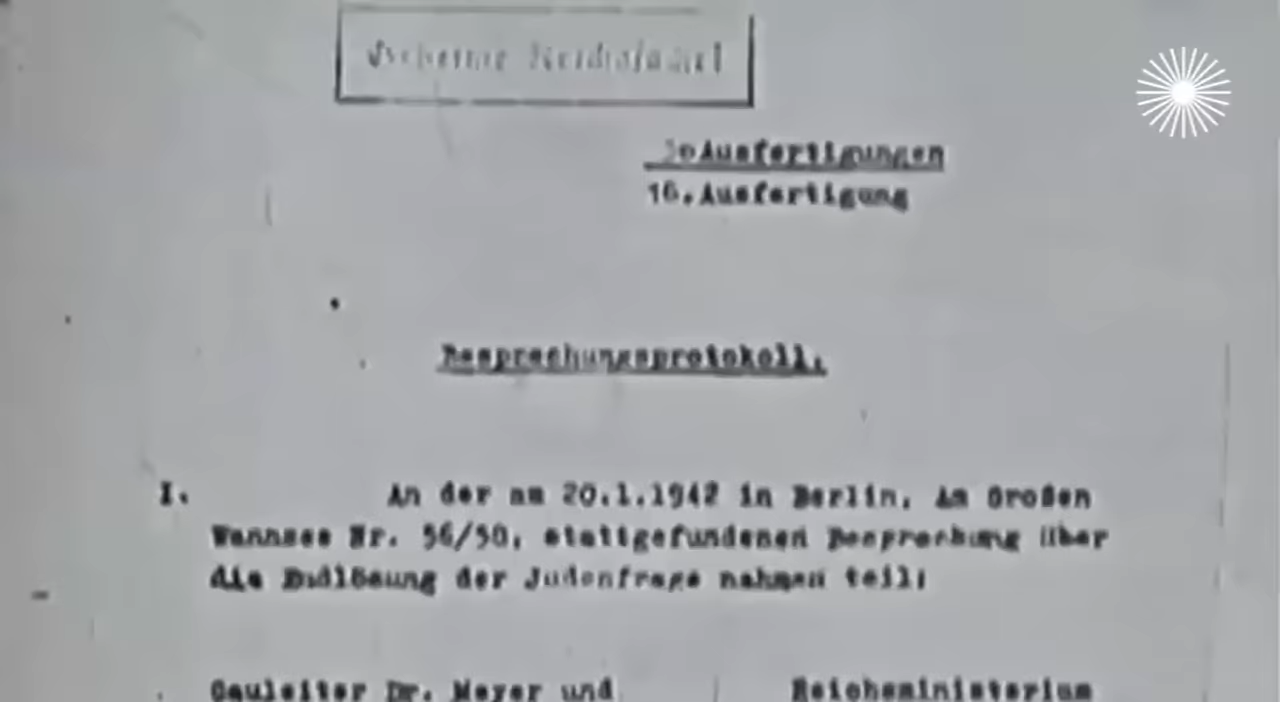 Geheime Reichssache!
30 Ausfertigungen
16. Ausfertigung
Besprechungsprotokoll.
I. An der am 20.1.1942 in Berlin, Am Großen
Wannsee Nr. 56/58, stattgefundenen Besprechung über
die Endlösung der Judenfrage nahmen teil:
Gauleiter Dr. Meyer und Reichsministerium